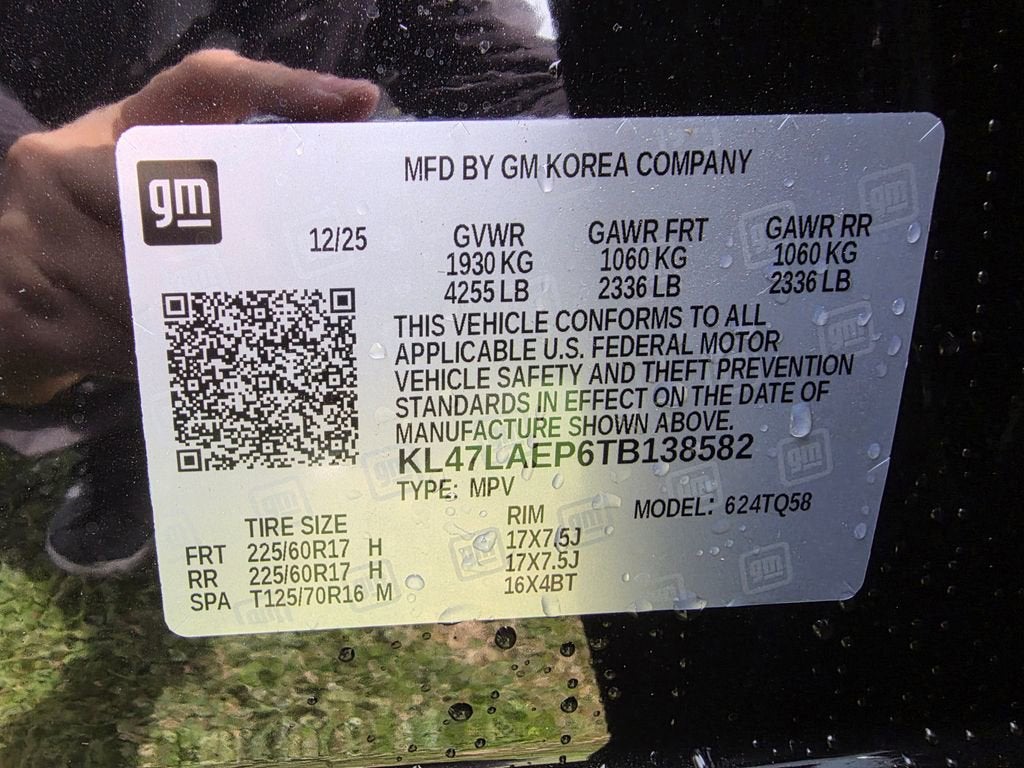 gm
MFD BY GM KOREA COMPANY
12/25
GVWR
1930 KG
4255 LB
GAWR FRT
1060 KG
2336 LB
GAWR RR
1060 KG
2336 LB
THIS VEHICLE CONFORMS TO ALL
APPLICABLE U.S. FEDERAL MOTOR
VEHICLE SAFETY AND THEFT PREVENTION
STANDARDS IN EFFECT ON THE DATE OF
MANUFACTURE SHOWN ABOVE.
KL47LAEP6TB138582
TYPE: MPV
MODEL: 624TQ58
TIRE SIZE RIM
FRT 225/60R17 H 17X7.5J
RR 225/60R17 H 17X7.5J
SPA T125/70R16 M 16X4BT